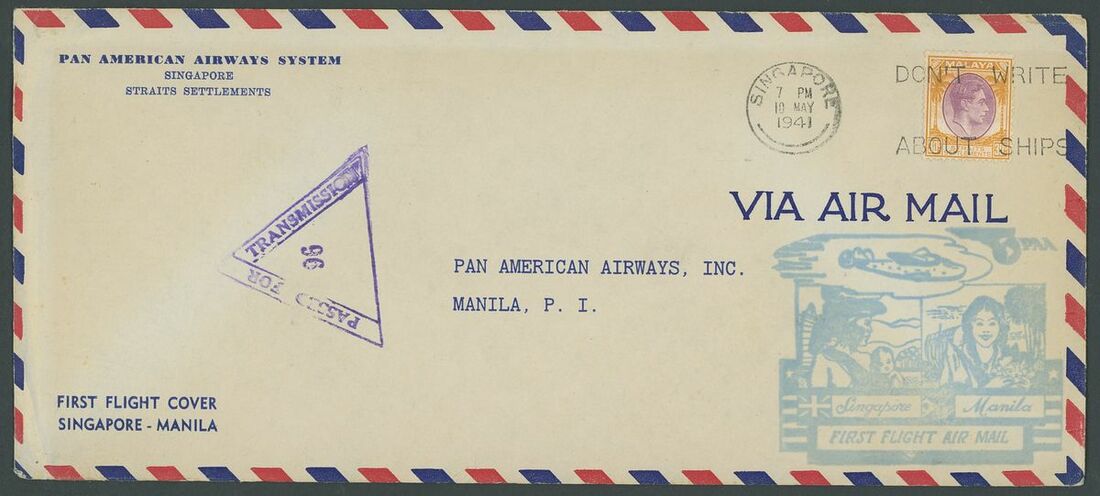 PAN AMERICAN AIRWAYS SYSTEM
SINGAPORE
STRAITS SETTLEMENTS
SINGAPORE
7 PM
10 MAY
1941
DON'T WRITE
ABOUT SHIPS
MALAYA
VIA AIR MAIL
PASSED FOR TRANSMISSION
96
PAN AMERICAN AIRWAYS, INC.
MANILA, P. I.
PAA
Singapore Manila
FIRST FLIGHT AIR MAIL
FIRST FLIGHT COVER
SINGAPORE - MANILA